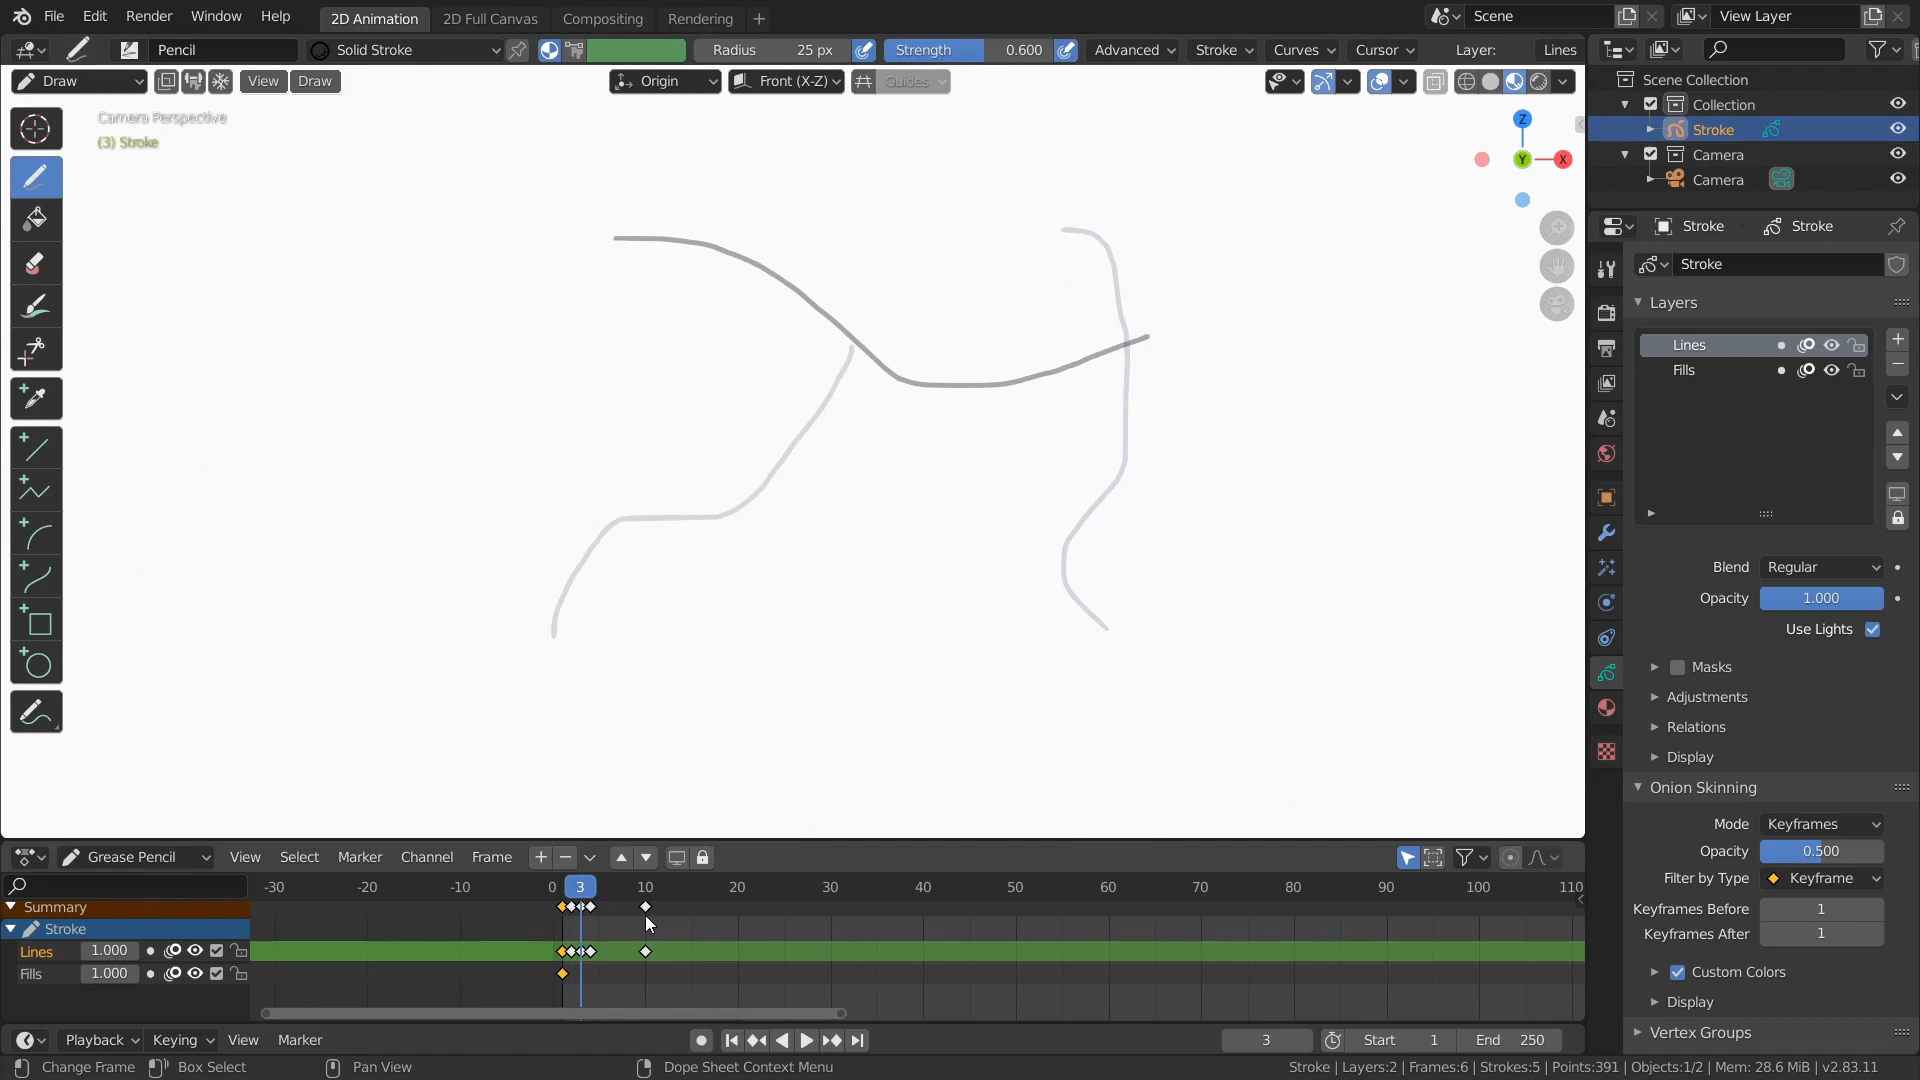 File Edit Render Window Help 2D Animation 2D Full Canvas Compositing Rendering + Scene View Layer
Pencil Solid Stroke Radius 25 px Strength 0.600 Advanced Stroke Curves Cursor Layer: Lines
Draw View Draw Origin Front (X-Z) Guides
Scene Collection
Camera Perspective
Collection
(3) Stroke
Stroke
Camera
Camera
Z
Y
X
Stroke Stroke
Stroke
Layers
Lines
Fills
Blend Regular
Opacity 1.000
Use Lights
Masks
Adjustments
Relations
Display
Onion Skinning
Mode Keyframes
Opacity 0.500
Filter by Type Keyframe
Keyframes Before 1
Keyframes After 1
Custom Colors
Display
Vertex Groups
Grease Pencil View Select Marker Channel Frame
-30 -20 -10 0 3 10 20 30 40 50 60 70 80 90 100 110
Summary
Stroke
Lines 1.000
Fills 1.000
Playback Keying View Marker 3 Start 1 End 250
Change Frame Box Select Pan View Dope Sheet Context Menu Stroke | Layers:2 | Frames:6 | Strokes:5 | Points:391 | Objects:1/2 | Mem: 28.6 MiB | v2.83.11